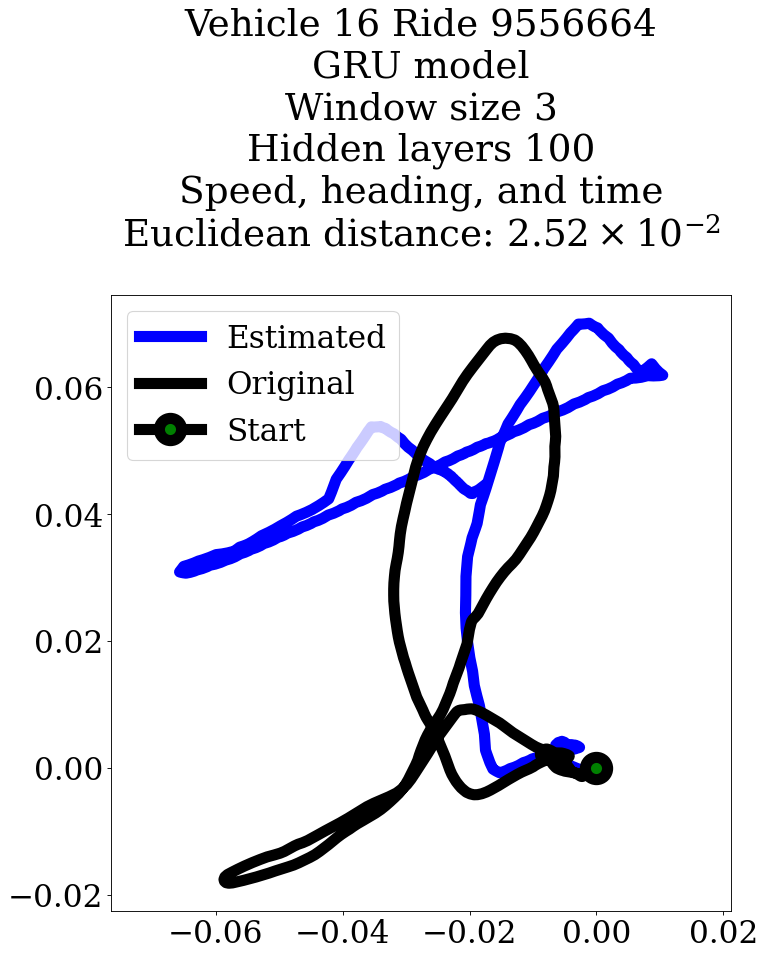 Vehicle 16 Ride 9556664
GRU model
Window size 3
Hidden layers 100
Speed, heading, and time
Euclidean distance: 2.52 × 10⁻²
Estimated
Original
Start
0.06
0.04
0.02
0.00
−0.02
−0.06 −0.04 −0.02 0.00 0.02